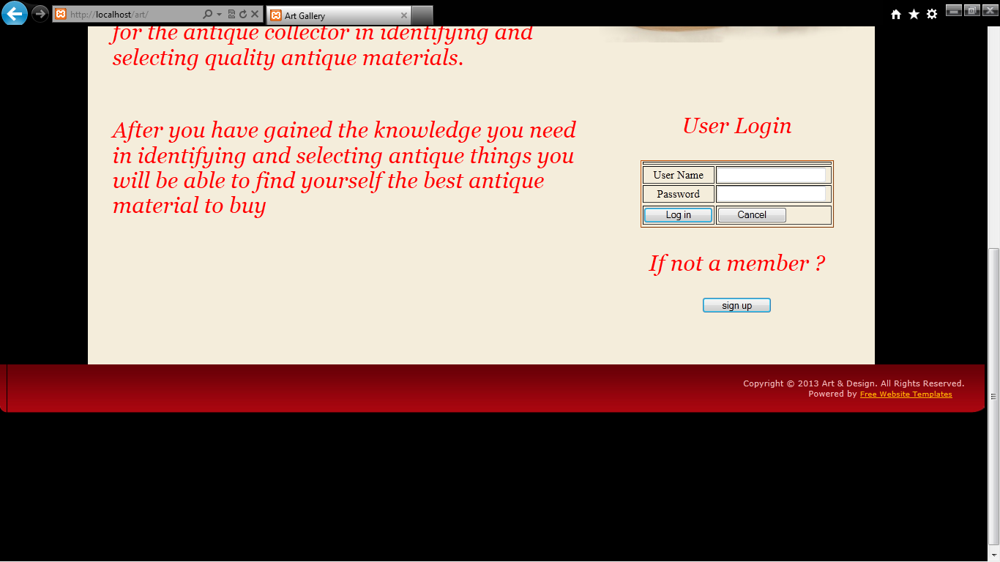 http://localhost/art/
Art Gallery
for the antique collector in identifying and
selecting quality antique materials.
After you have gained the knowledge you need
in identifying and selecting antique things you
will be able to find yourself the best antique
material to buy
User Login
User Name
Password
Log in Cancel
If not a member ?
sign up
Copyright © 2013 Art & Design. All Rights Reserved.
Powered by Free Website Templates